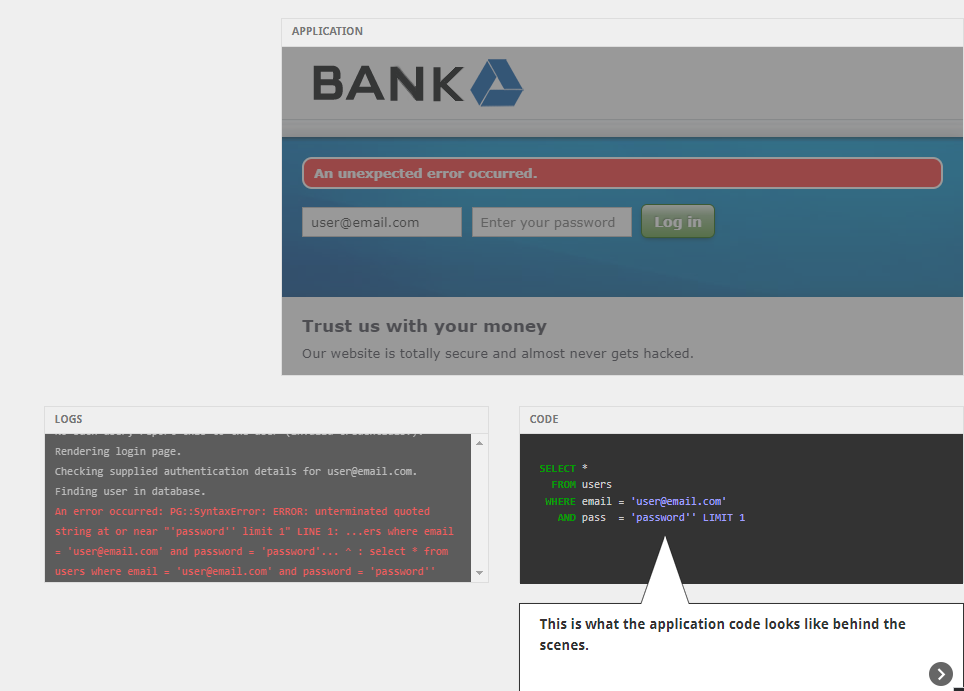 APPLICATION
BANK
An unexpected error occurred.
user@email.com Enter your password Log in
Trust us with your money
Our website is totally secure and almost never gets hacked.
LOGS
Rendering login page.
Checking supplied authentication details for user@email.com.
Finding user in database.
An error occurred: PG::SyntaxError: ERROR: unterminated quoted
string at or near "'password'' limit 1" LINE 1: ...ers where email
= 'user@email.com' and password = 'password'... ^ : select * from
users where email = 'user@email.com' and password = 'password''
CODE
SELECT *
FROM users
WHERE email = 'user@email.com'
AND pass = 'password'' LIMIT 1
This is what the application code looks like behind the
scenes.